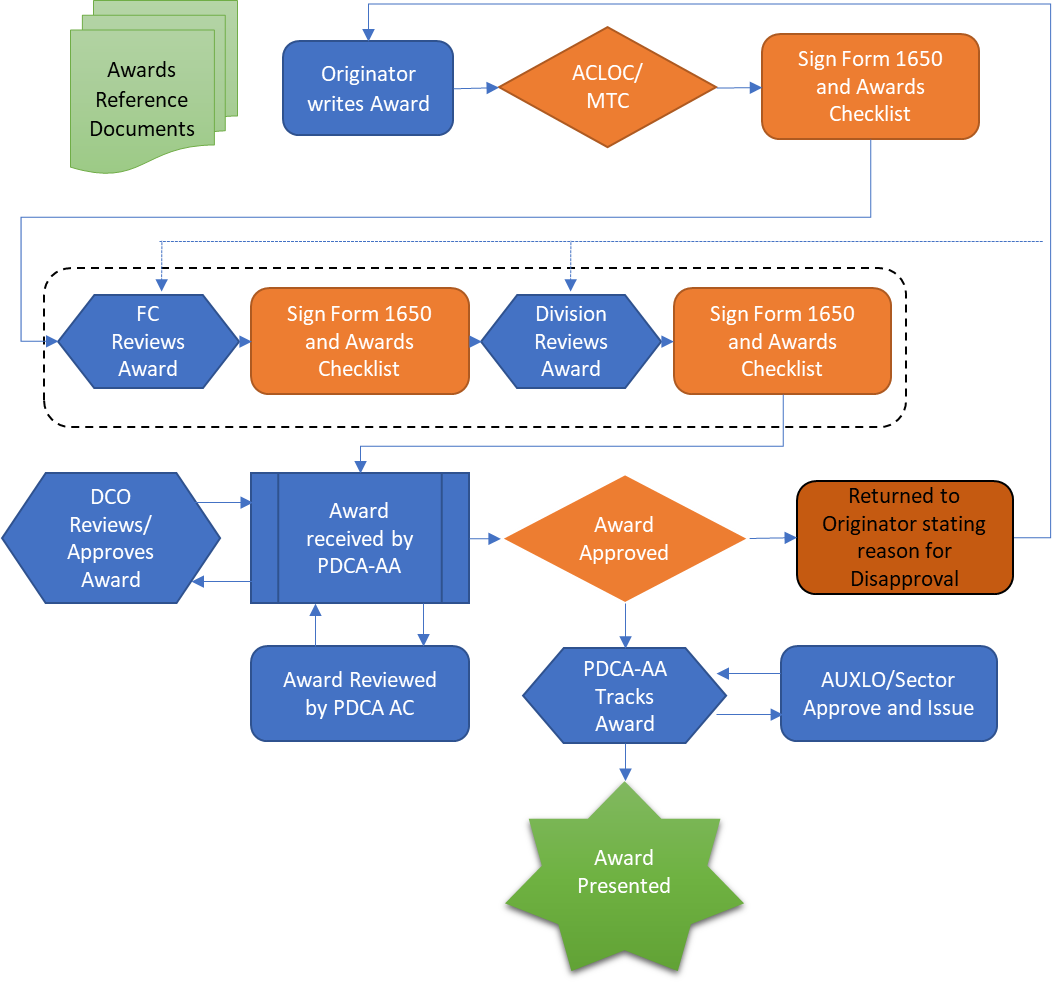 Awards
Reference
Documents
Originator
writes Award
ACLOC/
MTC
Sign Form 1650
and Awards
Checklist
FC
Reviews
Award
Sign Form 1650
and Awards
Checklist
Division
Reviews
Award
Sign Form 1650
and Awards
Checklist
DCO
Reviews/
Approves
Award
Award
received by
PDCA-AA
Award
Approved
Returned to
Originator stating
reason for
Disapproval
Award Reviewed
by PDCA AC
PDCA-AA
Tracks
Award
AUXLO/Sector
Approve and Issue
Award
Presented